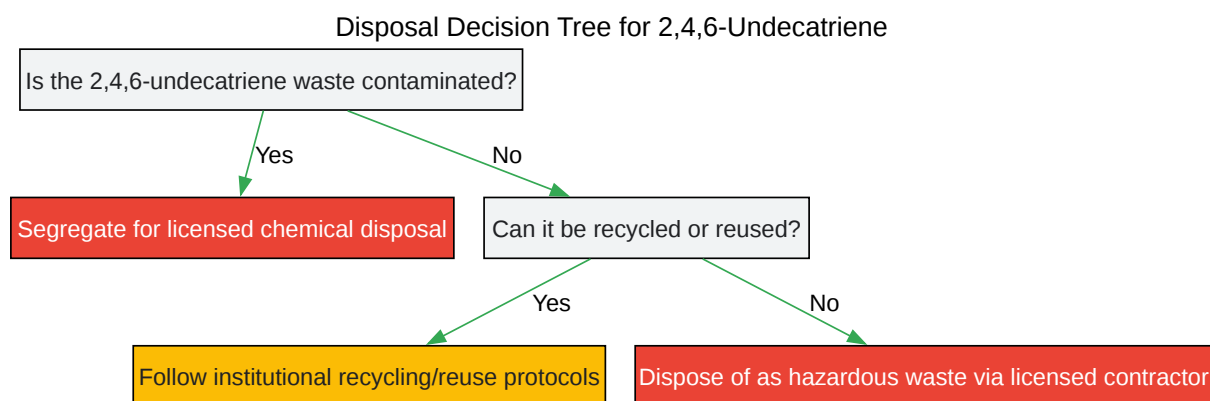 Disposal Decision Tree for 2,4,6-Undecatriene
Is the 2,4,6-undecatriene waste contaminated?
Yes
No
Segregate for licensed chemical disposal
Can it be recycled or reused?
Yes
No
Follow institutional recycling/reuse protocols
Dispose of as hazardous waste via licensed contractor